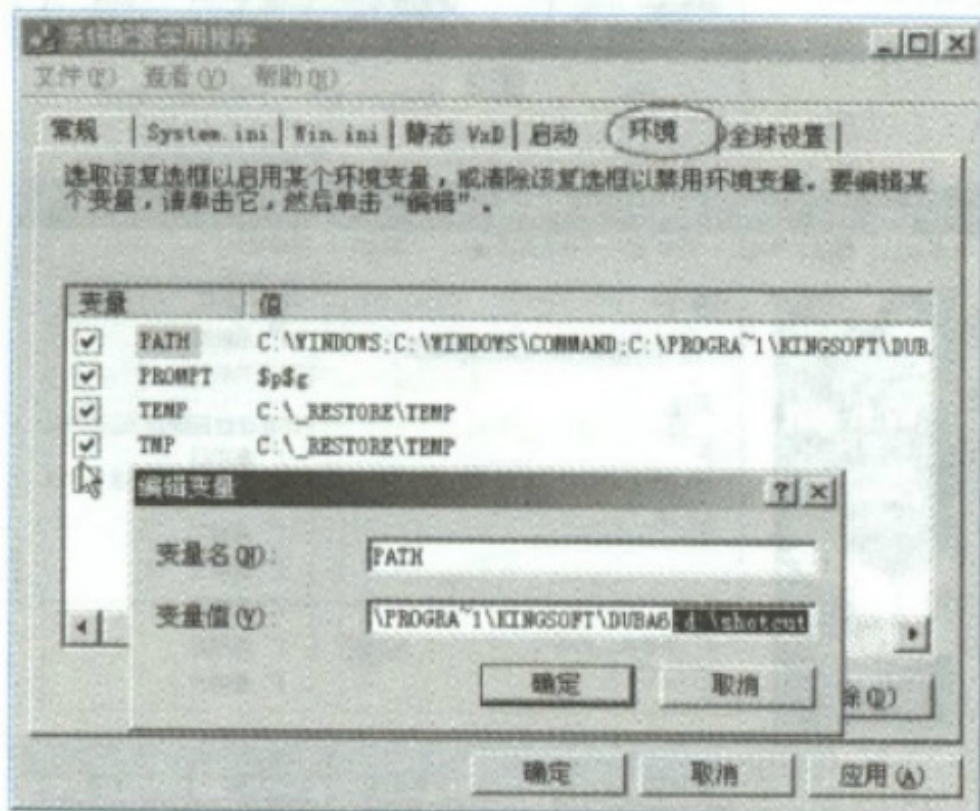 系统配置实用程序
文件(F) 查看(V) 帮助(H)
常规 System.ini Win.ini 静态 VxD 启动 环境 全球设置
选取该复选框以启用某个环境变量，或清除该复选框以禁用环境变量。要编辑某
个变量，请单击它，然后单击“编辑”。
变量 值
PATH C:\WINDOWS;C:\WINDOWS\COMMAND;C:\PROGRA~1\KINGSOFT\DUB.
PROMPT $p$g
TEMP C:\_RESTORE\TEMP
TMP C:\_RESTORE\TEMP
编辑变量
变量名(N): PATH
变量值(V): \PROGRA~1\KINGSOFT\DUBA6;d:\shotcut
确定 取消
除(D)
确定 取消 应用(A)